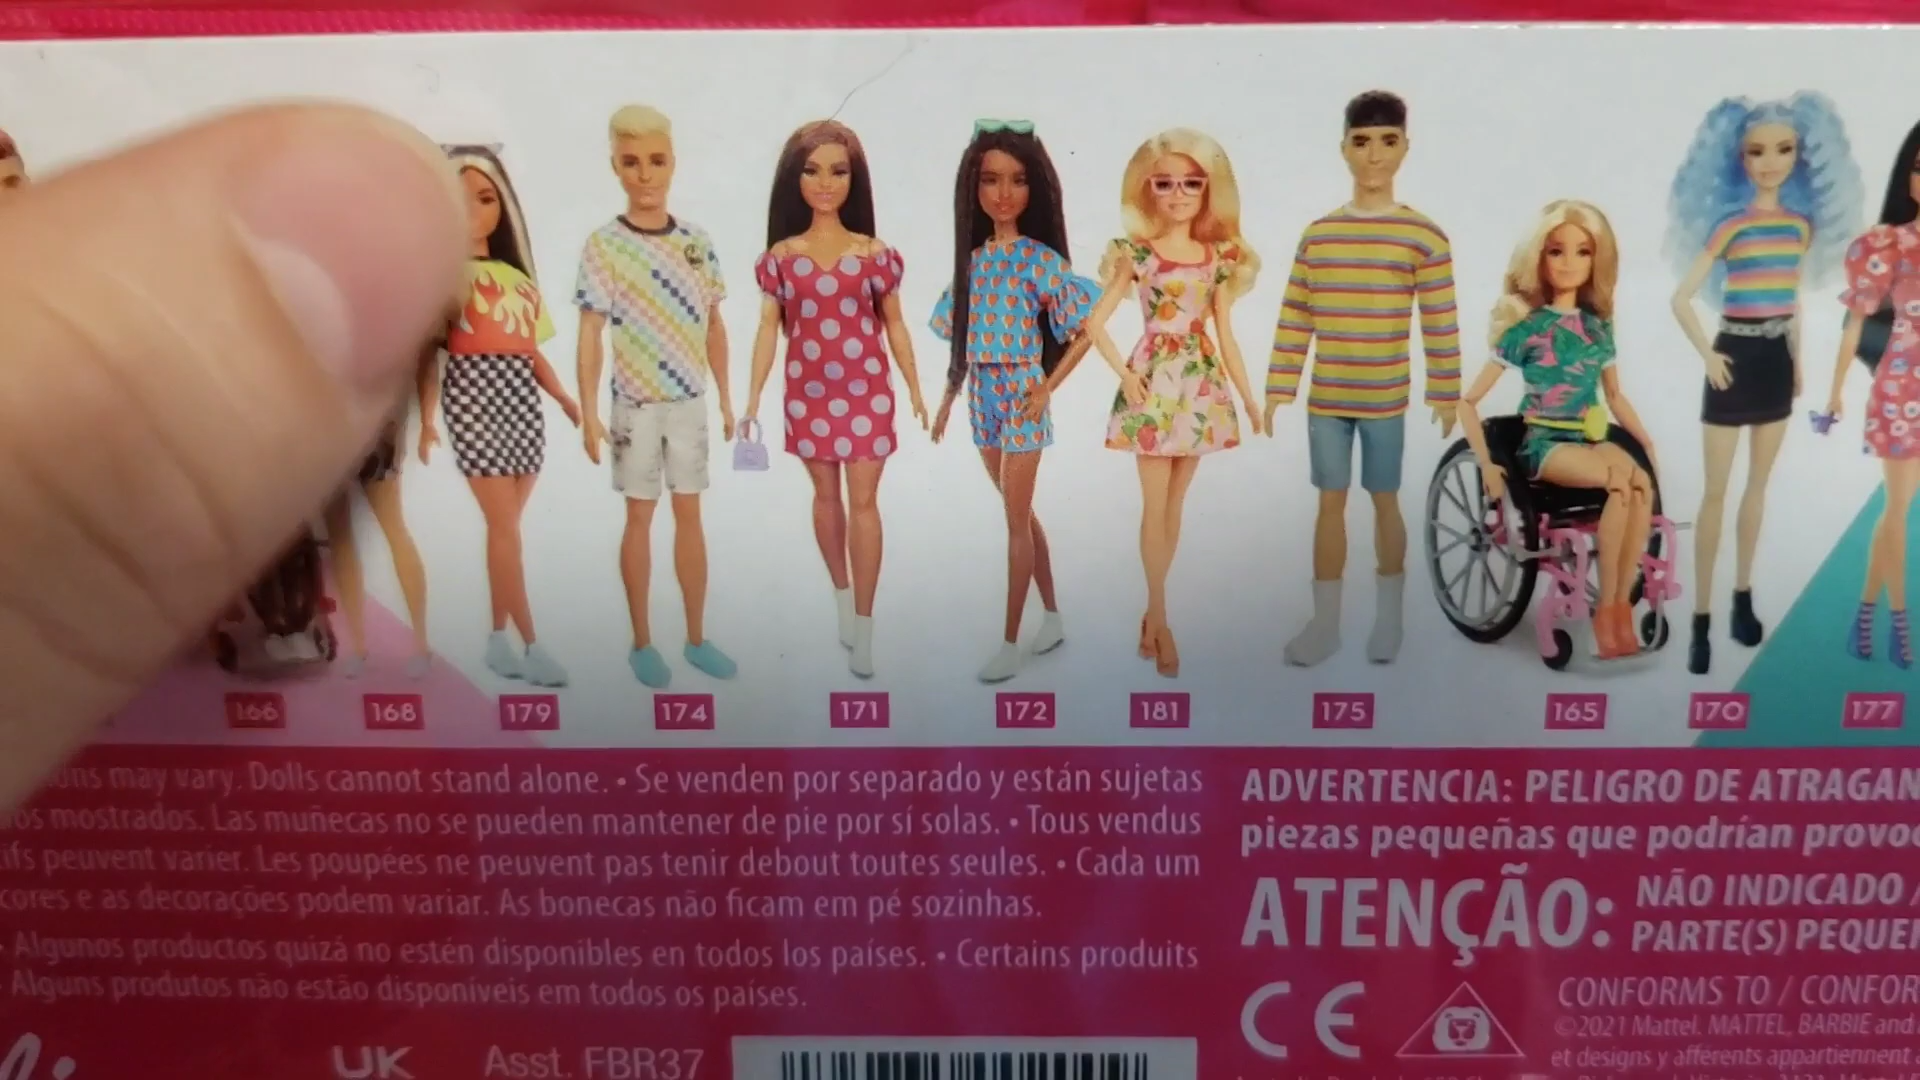 166 168 179 174 171 172 181 175 165 170 177
may vary. Dolls cannot stand alone. • Se venden por separado y están sujetas
mostrados. Las muñecas no se pueden mantener de pie por sí solas. • Tous vendus
peuvent varier. Les poupées ne peuvent pas tenir debout toutes seules. • Cada um
cores e as decorações podem variar. As bonecas não ficam em pé sozinhas.
• Algunos productos quizá no estén disponibles en todos los países. • Certains produits
Alguns produtos não estão disponíveis em todos os países.
UK Asst. FBR37
ADVERTENCIA: PELIGRO DE ATRAGAN
piezas pequeñas que podrían provoc
ATENÇÃO: NÃO INDICADO
PARTE(S) PEQUE
CE
CONFORMS TO / CONFOR
©2021 Mattel. MATTEL, BARBIE and
et designs y afférents appartiennent